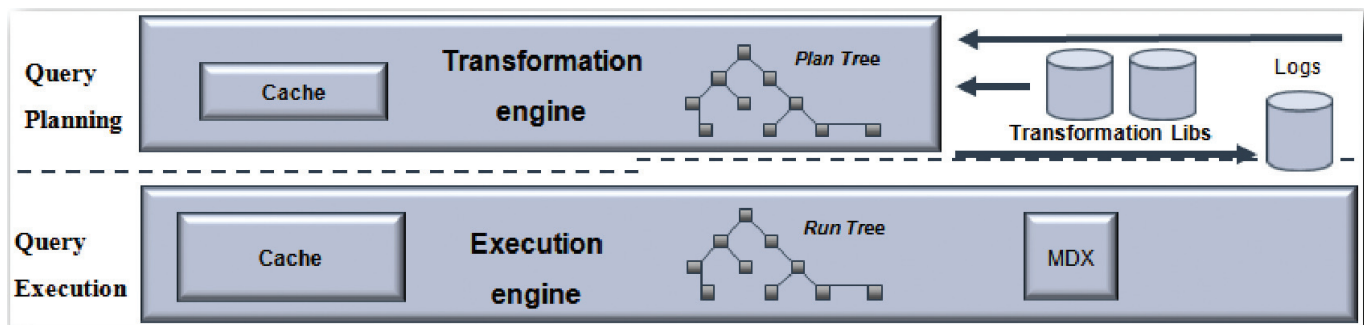 Query
Planning
Cache
Transformation
engine
Plan Tree
Logs
Transformation Libs
Query
Execution
Cache
Execution
engine
Run Tree
MDX